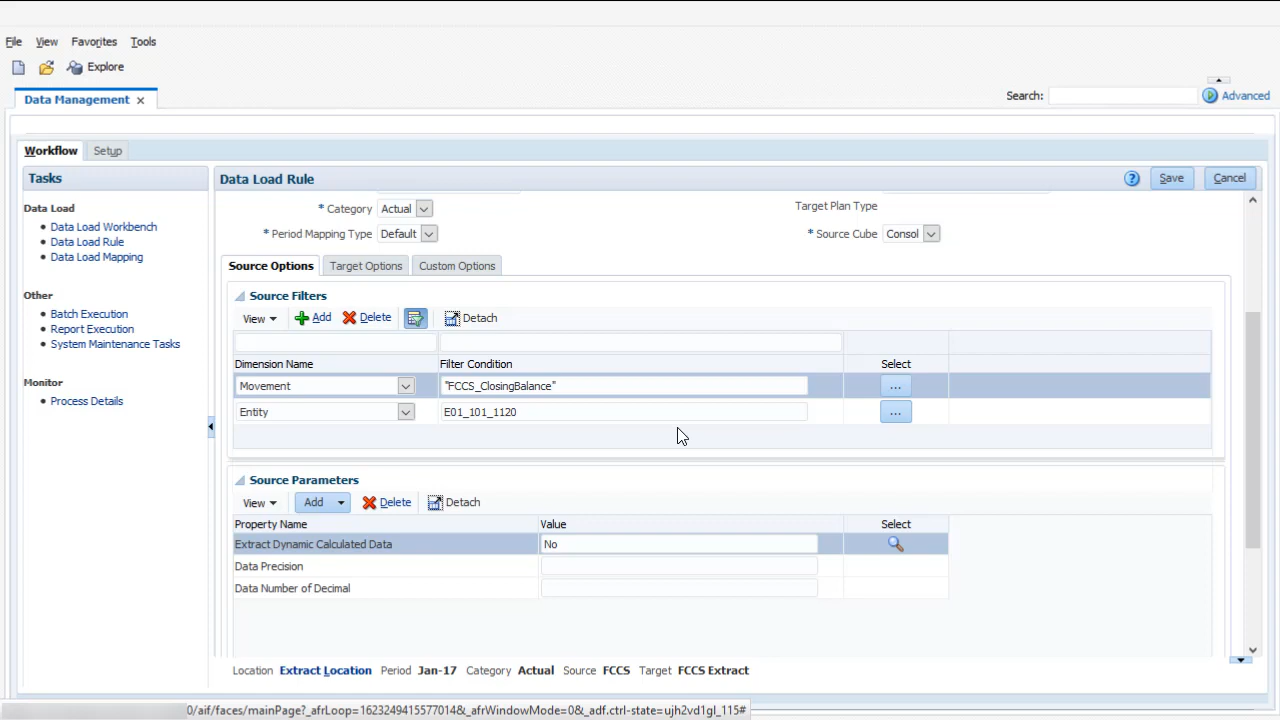 File View Favorites Tools
Explore
Data Management × Search: Advanced
Workflow Setup
Tasks
Data Load
• Data Load Workbench
• Data Load Rule
• Data Load Mapping
Other
• Batch Execution
• Report Execution
• System Maintenance Tasks
Monitor
• Process Details
Data Load Rule ? Save Cancel
* Category Actual Target Plan Type
* Period Mapping Type Default * Source Cube Consol
Source Options Target Options Custom Options
Source Filters
View Add Delete Detach
Dimension Name Filter Condition Select
Movement "FCCS_ClosingBalance" ...
Entity E01_101_1120 ...
Source Parameters
View Add Delete Detach
Property Name Value Select
Extract Dynamic Calculated Data No
Data Precision
Data Number of Decimal
Location Extract Location Period Jan-17 Category Actual Source FCCS Target FCCS Extract
0/aif/faces/mainPage?_afrLoop=1623249415577014&_afrWindowMode=0&_adf.ctrl-state=ujh2vd1gl_115#